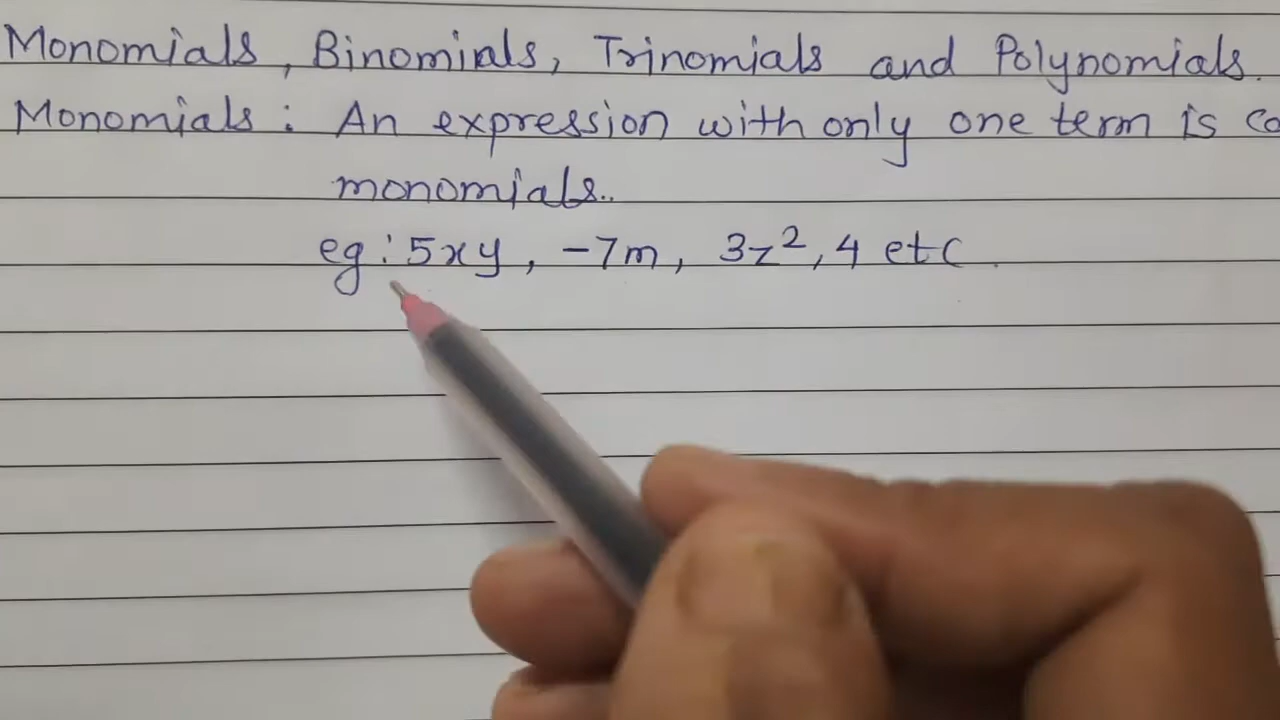 Monomials, Binomials, Trinomials and Polynomials.
Monomials : An expression with only one term is
monomials..
eg : 5xy, -7m, 3z², 4 etc